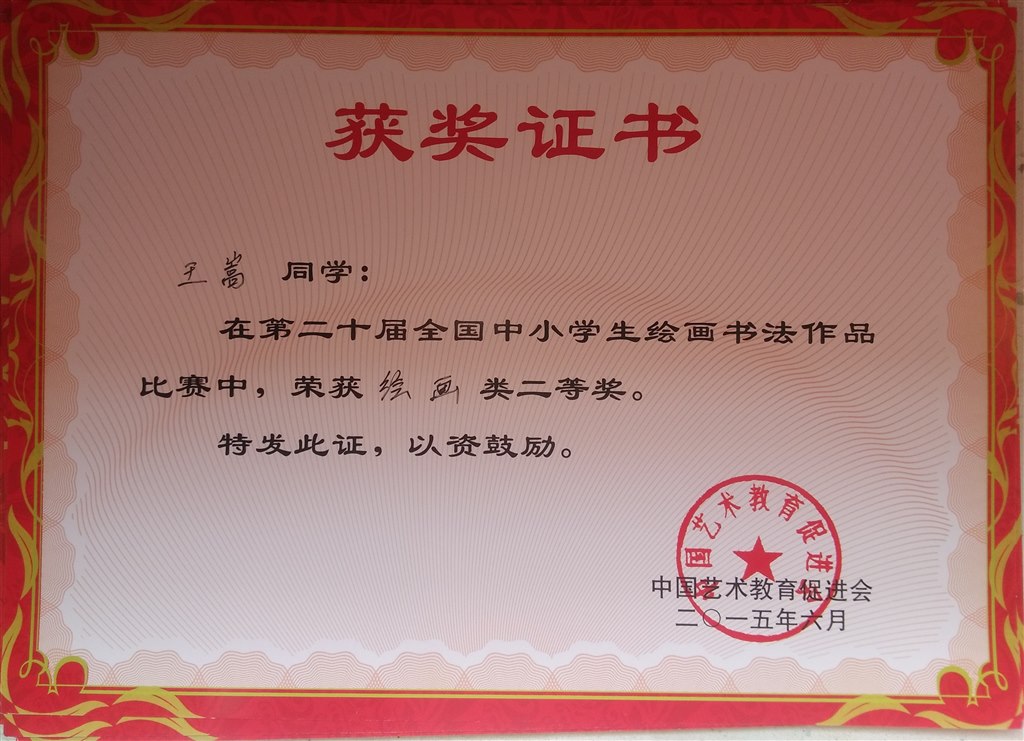 获奖证书
王嵩 同学：
在第二十届全国中小学生绘画书法作品
比赛中，荣获 绘画 类二等奖。
特发此证，以资鼓励。
中国艺术教育促进会
中国艺术教育促进会
二〇一五年六月